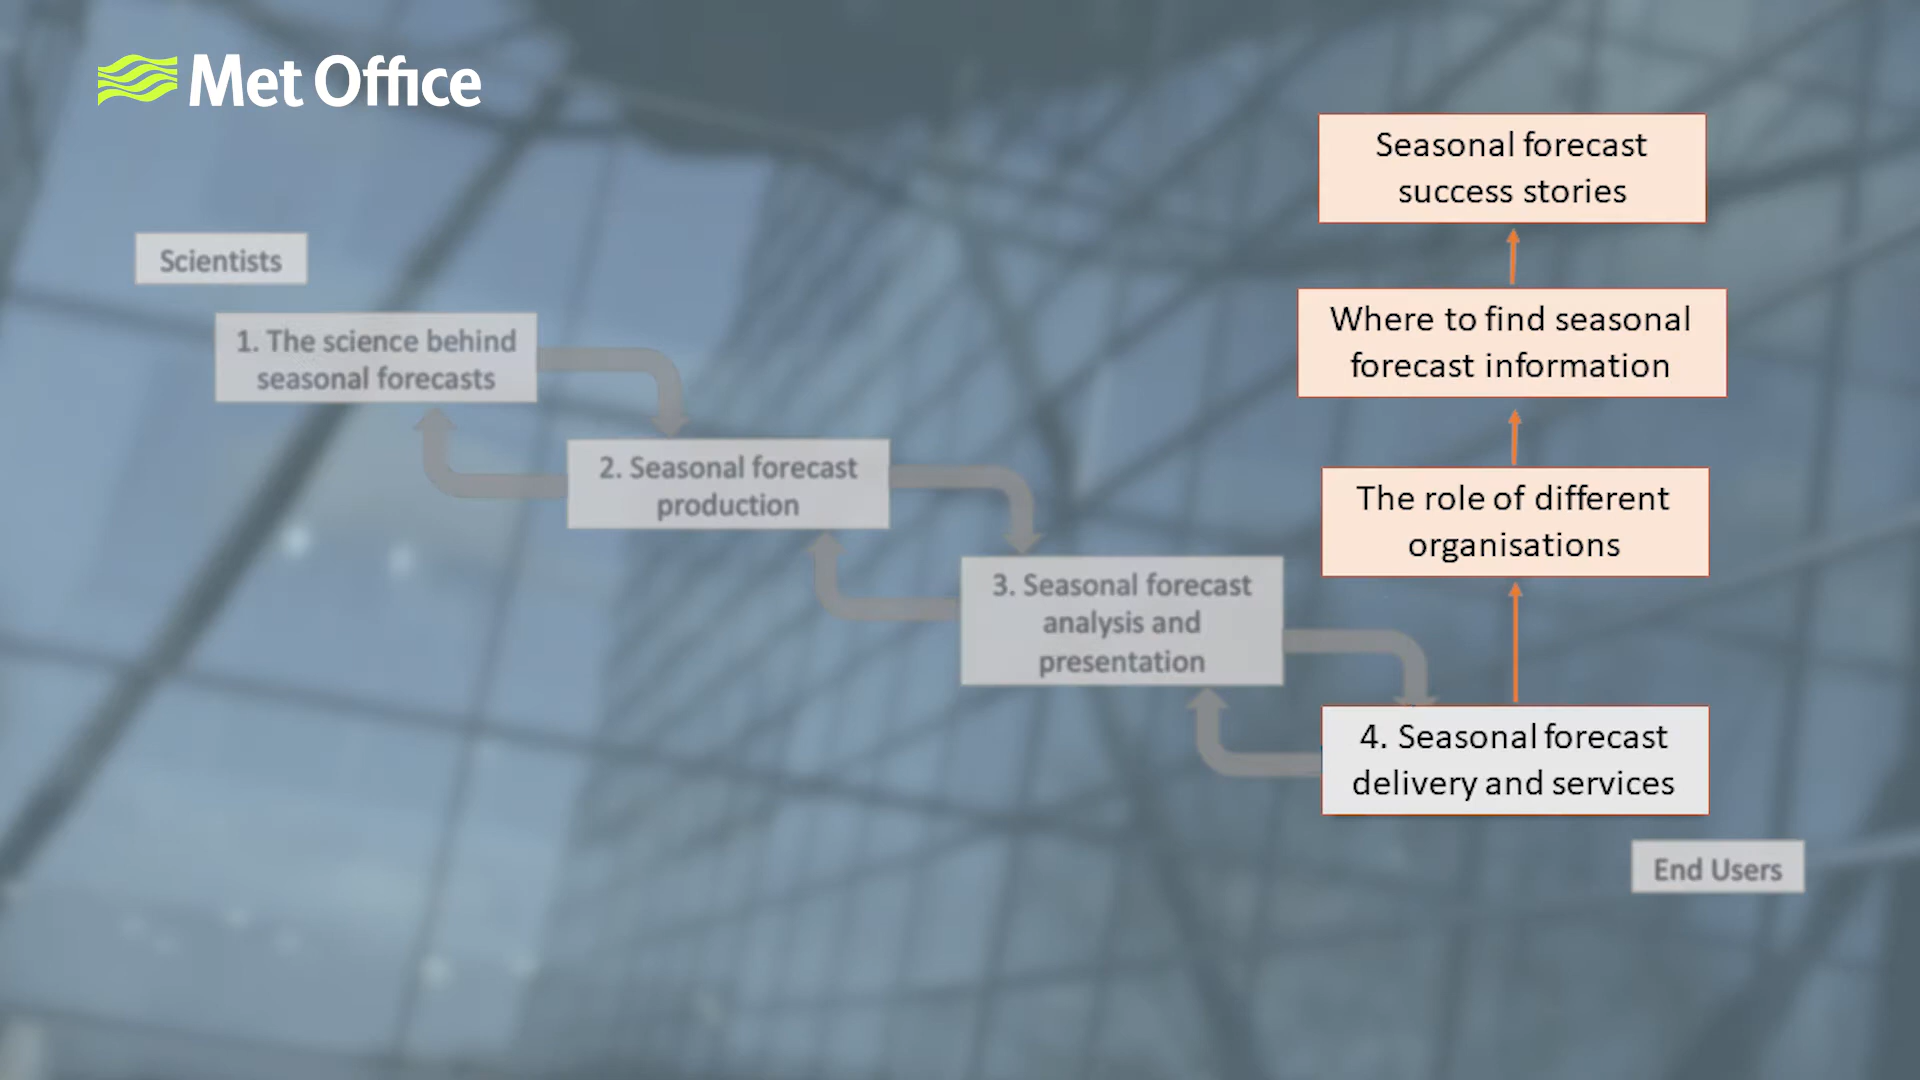 Met Office
Seasonal forecast
success stories
Scientists
Where to find seasonal
forecast information
1. The science behind
seasonal forecasts
2. Seasonal forecast
production
The role of different
organisations
3. Seasonal forecast
analysis and
presentation
4. Seasonal forecast
delivery and services
End Users